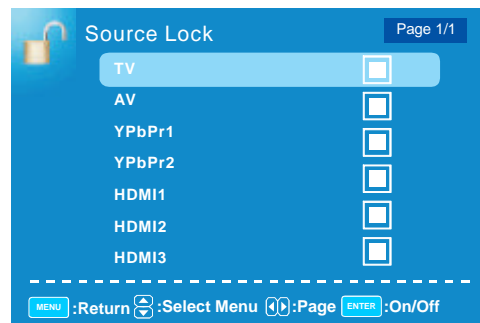 Source Lock Page 1/1
TV
AV
YPbPr1
YPbPr2
HDMI1
HDMI2
HDMI3
MENU :Return :Select Menu :Page ENTER :On/Off